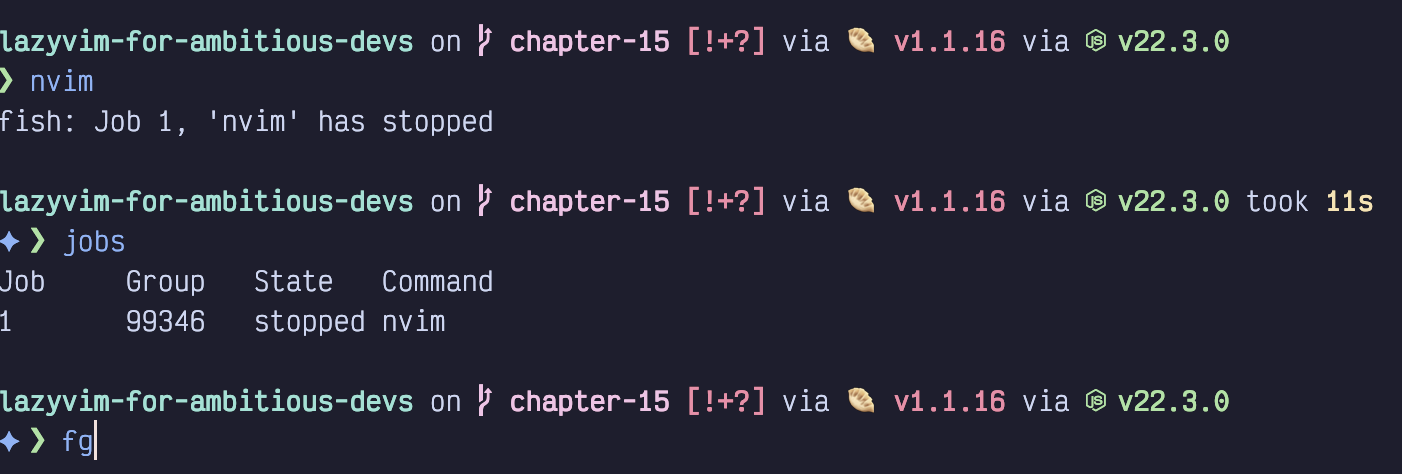 lazyvim-for-ambitious-devs on chapter-15 [!+?] via 🥟 v1.1.16 via v22.3.0
❯ nvim
fish: Job 1, 'nvim' has stopped
lazyvim-for-ambitious-devs on chapter-15 [!+?] via 🥟 v1.1.16 via v22.3.0 took 11s
✦ ❯ jobs
Job Group State Command
1 99346 stopped nvim
lazyvim-for-ambitious-devs on chapter-15 [!+?] via 🥟 v1.1.16 via v22.3.0
✦ ❯ fg